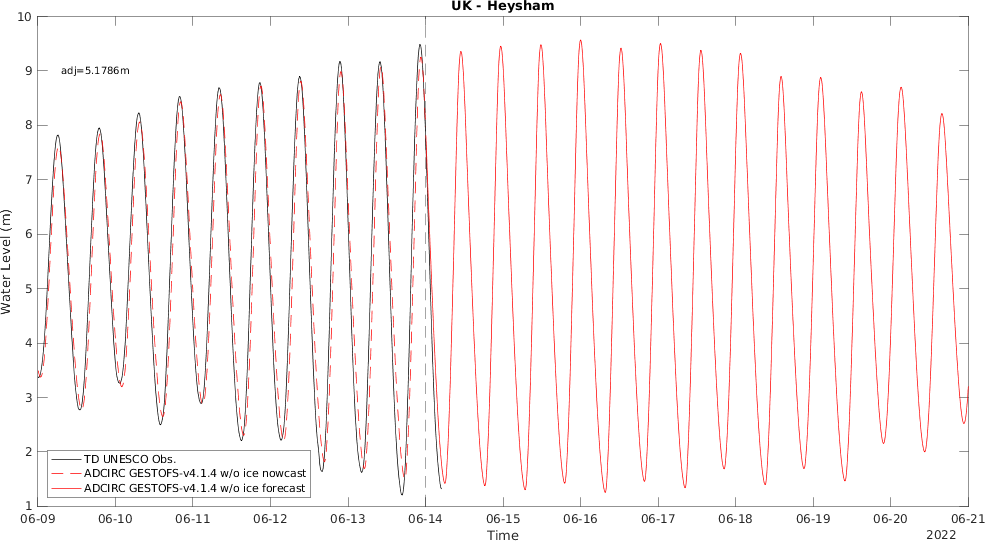 UK - Heysham
10
9
8
7
6
5
4
3
2
1
Water Level (m)
adj=5.1786m
TD UNESCO Obs.
ADCIRC GESTOFS-v4.1.4 w/o ice nowcast
ADCIRC GESTOFS-v4.1.4 w/o ice forecast
06-09 06-10 06-11 06-12 06-13 06-14 06-15 06-16 06-17 06-18 06-19 06-20 06-21
Time
2022